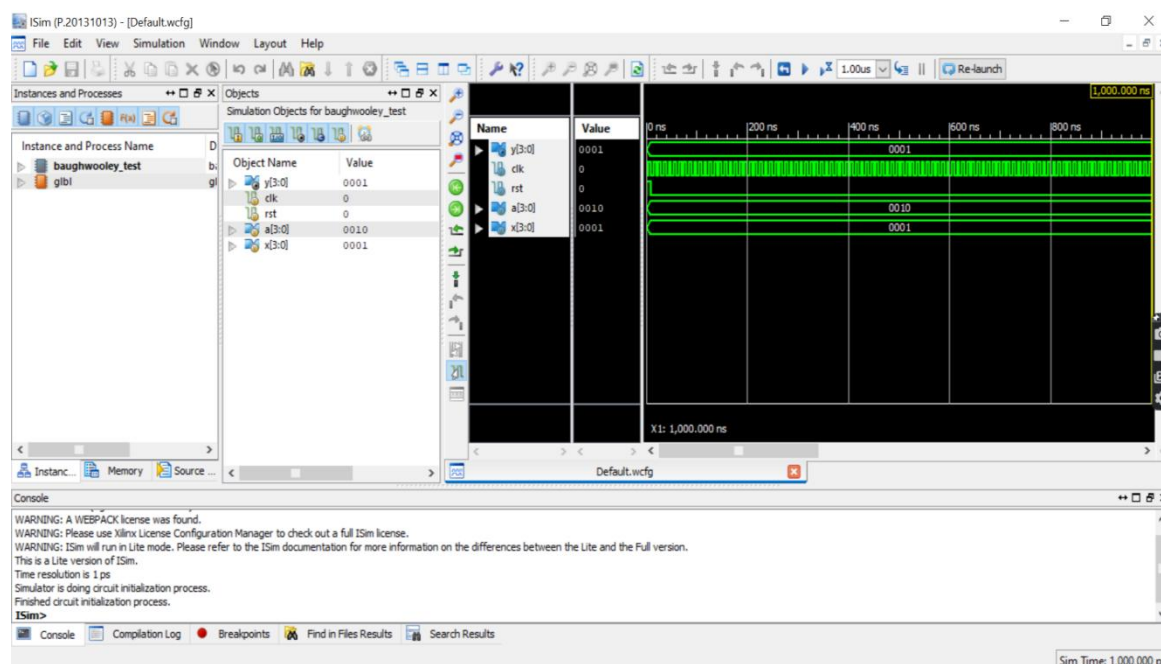 ISim (P.20131013) - [Default.wcfg]
File Edit View Simulation Window Layout Help
1.00us Re-launch
Instances and Processes
Instance and Process Name
baughwooley_test
glbl
Instanc... Memory Source ...
Objects
Simulation Objects for baughwooley_test
Object Name Value
y[3:0] 0001
clk 0
rst 0
a[3:0] 0010
x[3:0] 0001
1,000.000 ns
Name Value 0 ns 200 ns 400 ns 600 ns 800 ns
y[3:0] 0001 0001
clk 0
rst 0
a[3:0] 0010 0010
x[3:0] 0001 0001
X1: 1,000.000 ns
Default.wcfg
Console
WARNING: A WEBPACK license was found.
WARNING: Please use Xilinx License Configuration Manager to check out a full ISim license.
WARNING: ISim will run in Lite mode. Please refer to the ISim documentation for more information on the differences between the Lite and the Full version.
This is a Lite version of ISim.
Time resolution is 1 ps
Simulator is doing circuit initialization process.
Finished circuit initialization process.
ISim>
Console Compilation Log Breakpoints Find in Files Results Search Results
Sim Time: 1,000,000